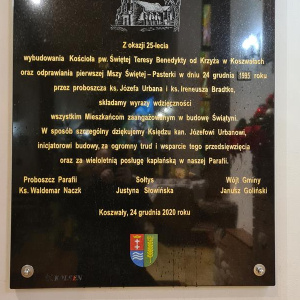 Z okazji 25-lecia
wybudowania Kościoła pw. Świętej Teresy Benedykty od Krzyża w Koszwałach
oraz odprawienia pierwszej Mszy Świętej – Pasterki w dniu 24 grudnia 1995 roku
przez proboszcza ks. Józefa Urbana i ks. Ireneusza Bradtke,
składamy wyrazy wdzięczności
wszystkim Mieszkańcom zaangażowanym w budowę Świątyni.
W sposób szczególny dziękujemy Księdzu kan. Józefowi Urbanowi,
inicjatorowi budowy, za ogromny trud i wsparcie tego przedsięwzięcia
oraz za wieloletnią posługę kapłańską w naszej Parafii.
Proboszcz Parafii Sołtys Wójt Gminy
Ks. Waldemar Naczk Justyna Słowińska Janusz Goliński
Koszwały, 24 grudnia 2020 roku